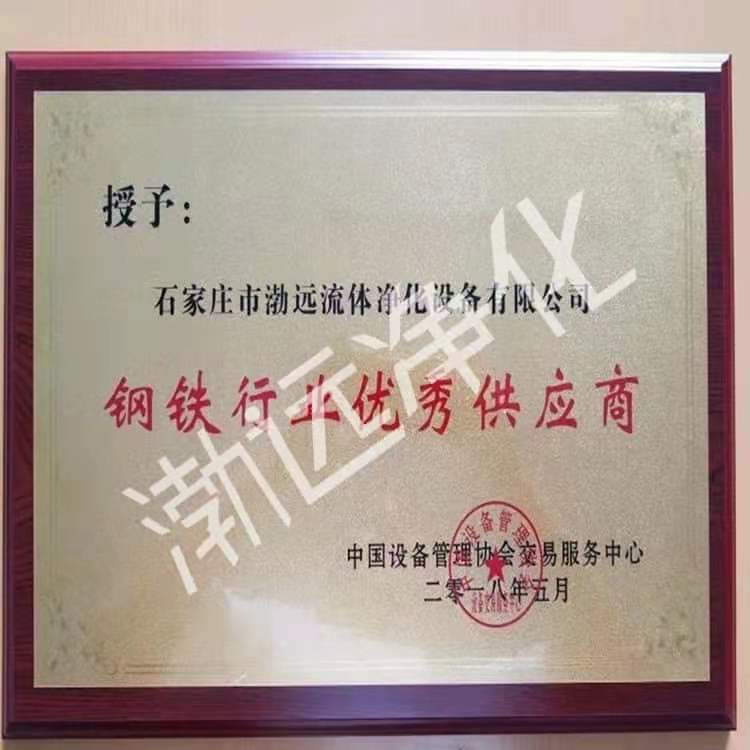 授予：
石家庄市渤远流体净化设备有限公司
钢铁行业优秀供应商
渤远净化
中国设备管理协会交易服务中心
二零一八年五月